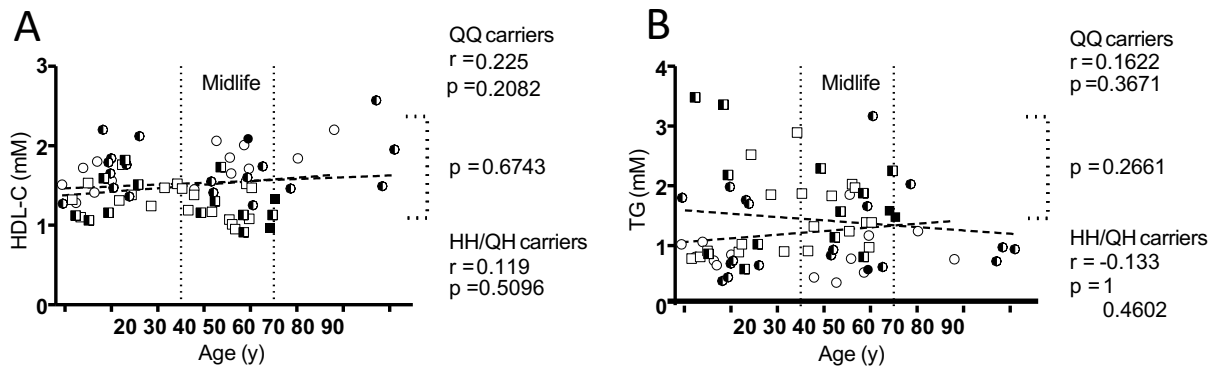 A
QQ carriers
r = 0.225
p = 0.2082
3
2
1
0
HDL-C (mM)
Midlife
p = 0.6743
HH/QH carriers
r = 0.119
p = 0.5096
20 30 40 50 60 70 80 90
Age (y)
B
QQ carriers
r = 0.1622
p = 0.3671
4
3
2
1
0
TG (mM)
Midlife
p = 0.2661
HH/QH carriers
r = -0.133
p = 1
0.4602
20 30 40 50 60 70 80 90
Age (y)